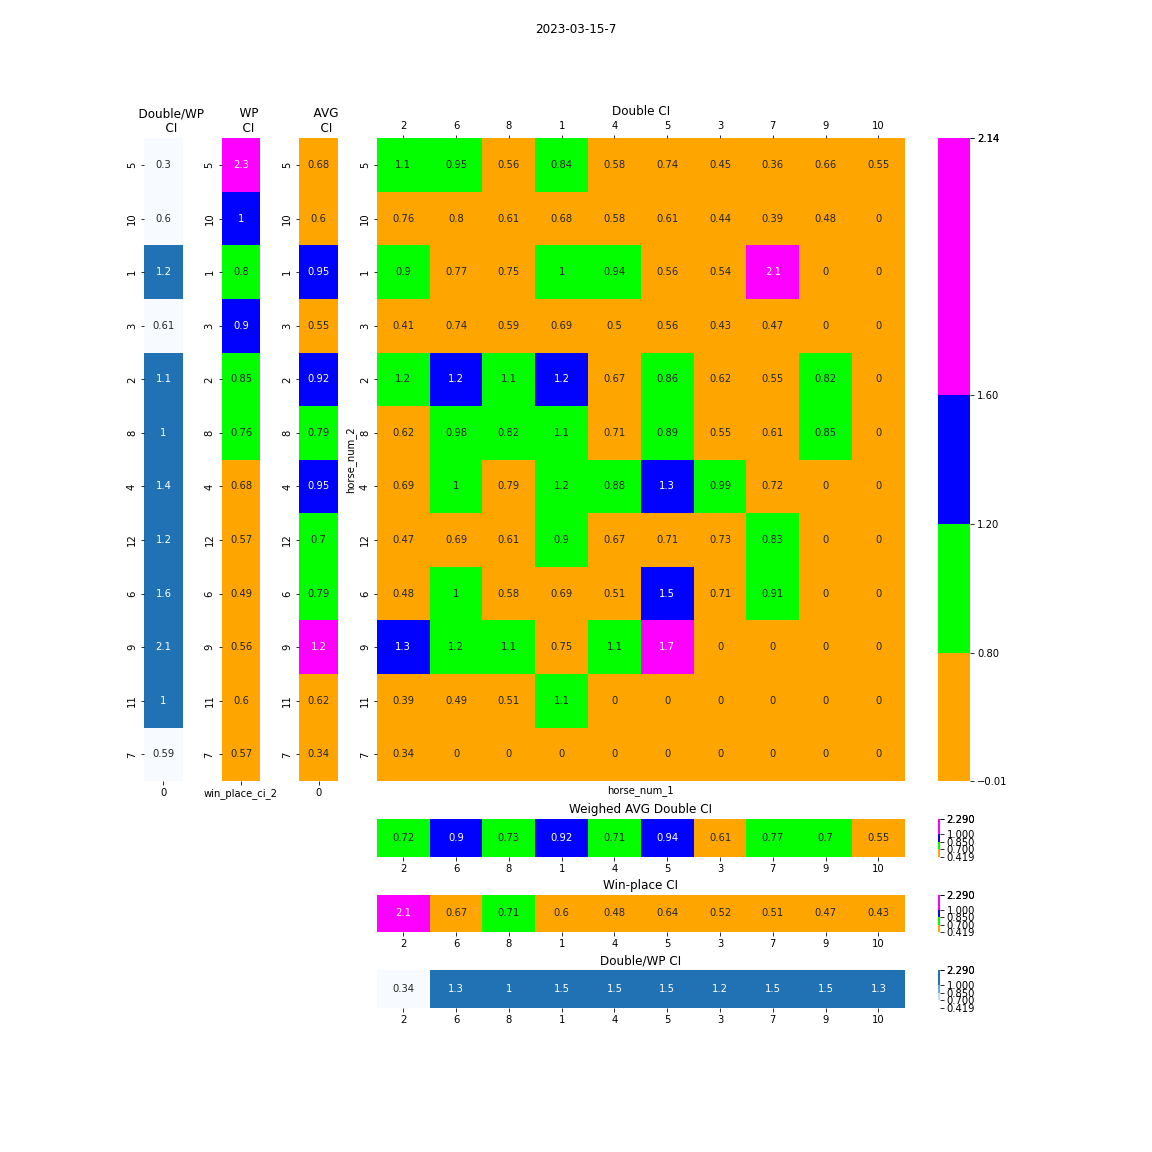 2023-03-15-7
Double/WP CI
WP CI
AVG CI
Double CI
2 6 8 1 4 5 3 7 9 10
5 0.3 5 2.3 5 0.68 5 1.1 0.95 0.56 0.84 0.58 0.74 0.45 0.36 0.66 0.55
10 0.6 10 1 10 0.6 10 0.76 0.8 0.61 0.68 0.58 0.61 0.44 0.39 0.48 0
1 1.2 1 0.8 1 0.95 1 0.9 0.77 0.75 1 0.94 0.56 0.54 2.1 0 0
3 0.61 3 0.9 3 0.55 3 0.41 0.74 0.59 0.69 0.5 0.56 0.43 0.47 0 0
2 1.1 2 0.85 2 0.92 2 1.2 1.2 1.1 1.2 0.67 0.86 0.62 0.55 0.82 0
8 1 8 0.76 8 0.79 8 0.62 0.98 0.82 1.1 0.71 0.89 0.55 0.61 0.85 0
4 1.4 4 0.68 4 0.95 4 0.69 1 0.79 1.2 0.88 1.3 0.99 0.72 0 0
12 1.2 12 0.57 12 0.7 12 0.47 0.69 0.61 0.9 0.67 0.71 0.73 0.83 0 0
6 1.6 6 0.49 6 0.79 6 0.48 1 0.58 0.69 0.51 1.5 0.71 0.91 0 0
9 2.1 9 0.56 9 1.2 9 1.3 1.2 1.1 0.75 1.1 1.7 0 0 0 0
11 1 11 0.6 11 0.62 11 0.39 0.49 0.51 1.1 0 0 0 0 0 0
7 0.59 7 0.57 7 0.34 7 0.34 0 0 0 0 0 0 0 0 0
horse_num_2
0 win_place_ci_2 0 horse_num_1
2.14
1.60
1.20
0.80
−0.01
Weighed AVG Double CI
0.72 0.9 0.73 0.92 0.71 0.94 0.61 0.77 0.7 0.55
2 6 8 1 4 5 3 7 9 10
2.290
1.000
0.850
0.700
0.419
Win-place CI
2.1 0.67 0.71 0.6 0.48 0.64 0.52 0.51 0.47 0.43
2 6 8 1 4 5 3 7 9 10
2.290
1.000
0.850
0.700
0.419
Double/WP CI
0.34 1.3 1 1.5 1.5 1.5 1.2 1.5 1.5 1.3
2 6 8 1 4 5 3 7 9 10
2.290
1.000
0.850
0.700
0.419